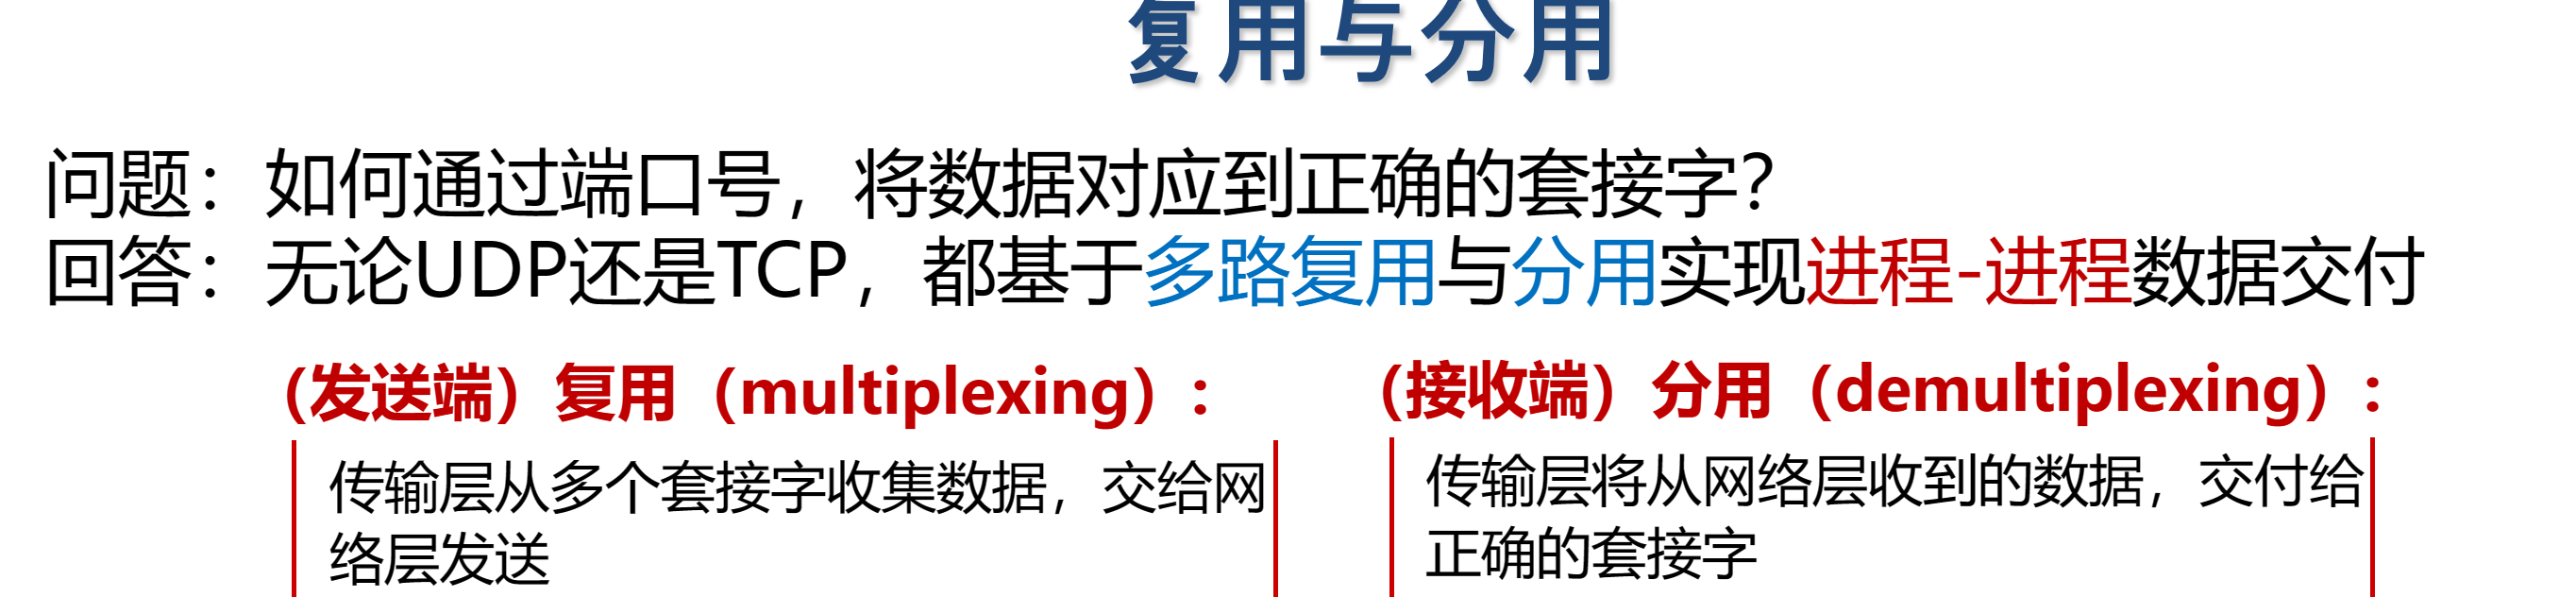 复用与分用
问题：如何通过端口号，将数据对应到正确的套接字？
回答：无论UDP还是TCP，都基于多路复用与分用实现进程-进程数据交付
（发送端）复用（multiplexing）：
传输层从多个套接字收集数据，交给网
络层发送
（接收端）分用（demultiplexing）：
传输层将从网络层收到的数据，交付给
正确的套接字